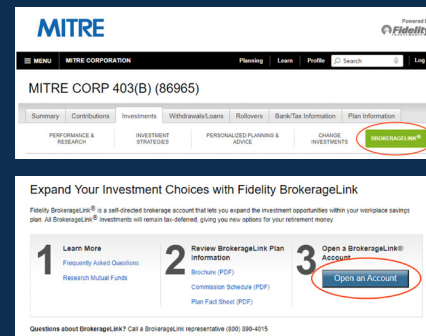 MITRE
Powered by
Fidelity
INVESTMENTS
MENU MITRE CORPORATION Planning Learn Profile Search Log
MITRE CORP 403(B) (86965)
Summary Contributions Investments Withdrawals/Loans Rollovers Bank/Tax Information Plan Information
PERFORMANCE & RESEARCH INVESTMENT STRATEGIES PERSONALIZED PLANNING & ADVICE CHANGE INVESTMENTS BROKERAGELINK®
Expand Your Investment Choices with Fidelity BrokerageLink
Fidelity BrokerageLink® is a self-directed brokerage account that lets you expand the investment opportunities within your workplace savings
plan. All BrokerageLink® investments will remain tax-deferred, giving you new options for your retirement money.
1 Learn More
Frequently Asked Questions
Research Mutual Funds
2 Review BrokerageLink Plan
Information
Brochure (PDF)
Commission Schedule (PDF)
Plan Fact Sheet (PDF)
3 Open a BrokerageLink®
Account
Open an Account
Questions about BrokerageLink? Call a BrokerageLink representative (800) 890-4015